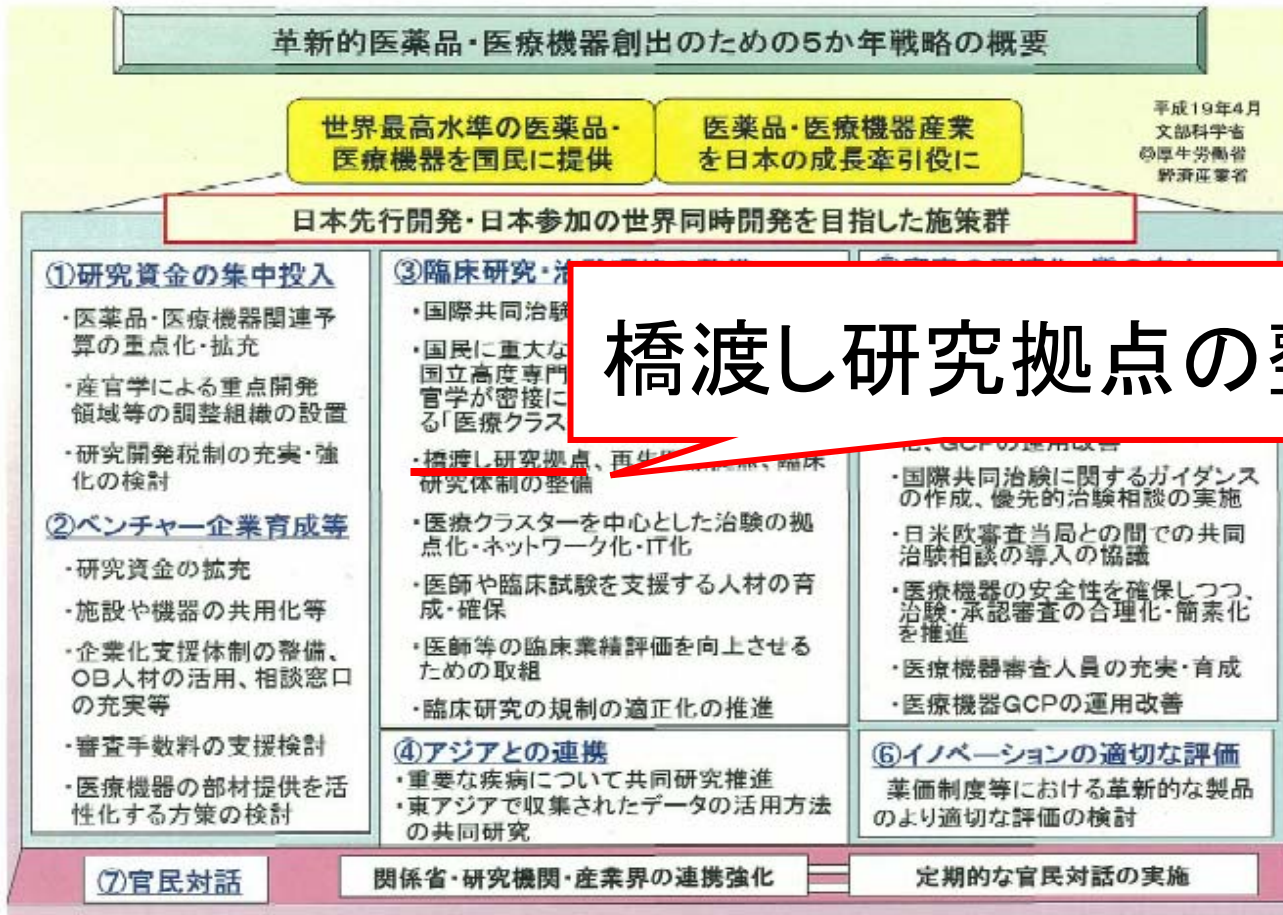 革新的医薬品・医療機器創出のための5か年戦略の概要
世界最高水準の医薬品・
医療機器を国民に提供
医薬品・医療機器産業
を日本の成長牽引役に
平成19年4月
文部科学省
厚生労働省
経済産業省
日本先行開発・日本参加の世界同時開発を目指した施策群
①研究資金の集中投入
・医薬品・医療機器関連予
算の重点化・拡充
・産官学による重点開発
領域等の調整組織の設置
・研究開発税制の充実・強
化の検討
②ベンチャー企業育成等
・研究資金の拡充
・施設や機器の共用化等
・企業化支援体制の整備、
OB人材の活用、相談窓口
の充実等
・審査手数料の支援検討
・医療機器の部材提供を活
性化する方策の検討
③臨床研究・
・国際共同治験
・国民に重大な
国立高度専門
官学が密接に
る「医療クラス
橋渡し研究拠点の
・橋渡し研究拠点、
臨床
研究体制の整備
・医療クラスターを中心とした治験の拠
点化・ネットワーク化・IT化
・医師や臨床試験を支援する人材の育
成・確保
・医師等の臨床業績評価を向上させる
ための取組
・臨床研究の規制の適正化の推進
④アジアとの連携
・重要な疾病について共同研究推進
・東アジアで収集されたデータの活用方法
の共同研究
GCPの運用改善
・国際共同治験に関するガイダンス
の作成、優先的治験相談の実施
・日米欧審査当局との間での共同
治験相談の導入の協議
・医療機器の安全性を確保しつつ、
治験・承認審査の合理化・簡素化
を推進
・医療機器審査人員の充実・育成
・医療機器GCPの運用改善
⑥イノベーションの適切な評価
薬価制度等における革新的な製品
のより適切な評価の検討
⑦官民対話
関係省・研究機関・産業界の連携強化
定期的な官民対話の実施